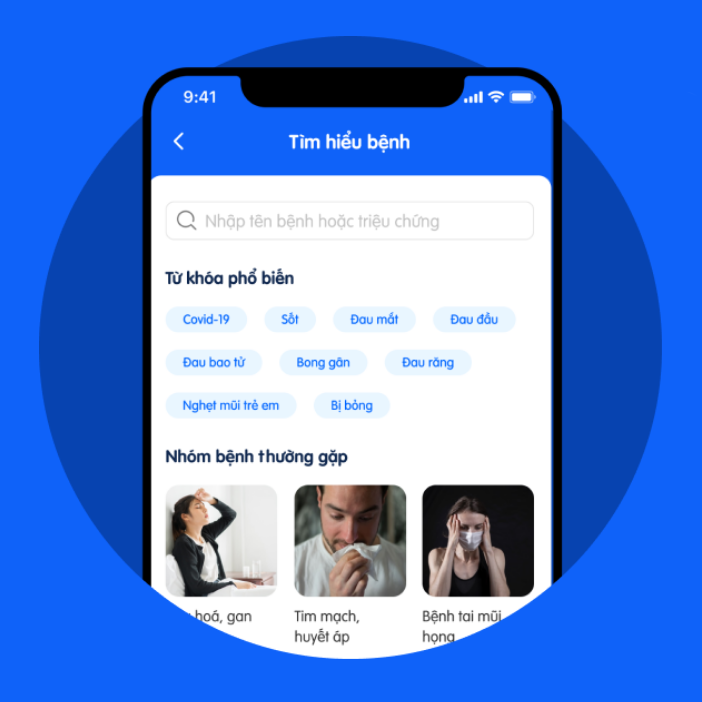 9:41
Tìm hiểu bệnh
Nhập tên bệnh hoặc triệu chứng
Từ khóa phổ biến
Covid-19 Sốt Đau mắt Đau đầu
Đau bao tử Bong gân Đau răng
Nghẹt mũi trẻ em Bị bỏng
Nhóm bệnh thường gặp
hoá, gan
Tim mạch,
huyết áp
Bệnh tai mũi
họng